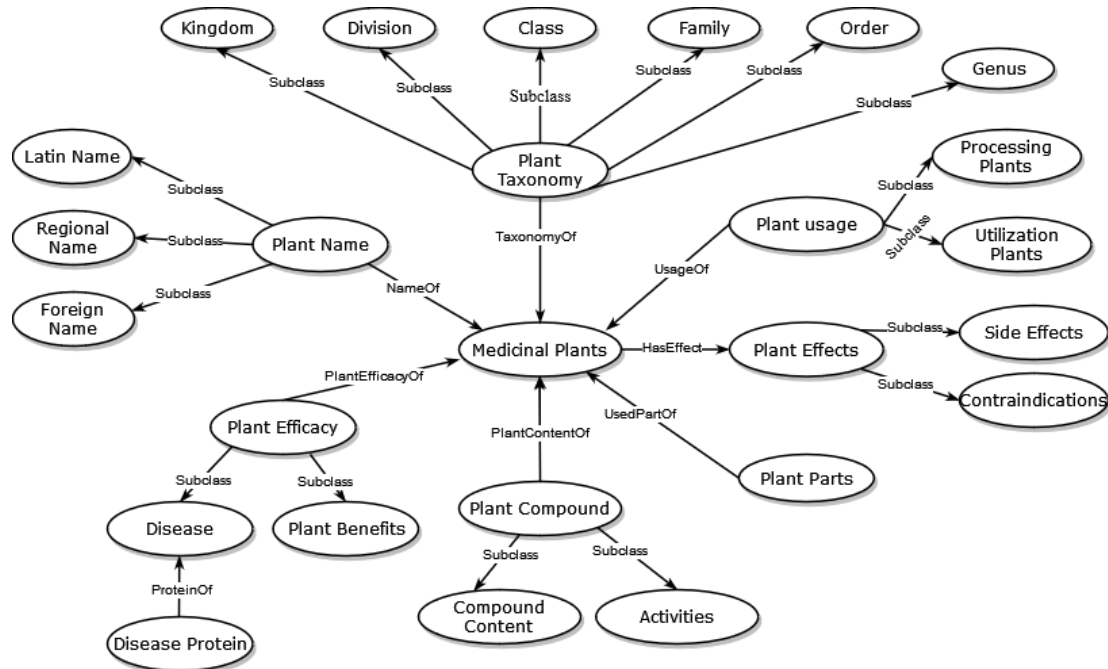 Kingdom
Division
Class
Family
Order
Genus
Subclass
Subclass
Subclass
Subclass
Subclass
Subclass
Plant
Taxonomy
TaxonomyOf
Latin Name
Regional
Name
Foreign
Name
Subclass
Subclass
Subclass
Plant Name
NameOf
Processing
Plants
Utilization
Plants
Subclass
Subclass
Plant usage
UsageOf
Medicinal Plants
HasEffect
Plant Effects
Subclass
Subclass
Side Effects
Contraindications
PlantEfficacyOf
Plant Efficacy
Subclass
Subclass
Disease
Plant Benefits
ProteinOf
Disease Protein
PlantContentOf
Plant Compound
Subclass
Subclass
Compound
Content
Activities
UsedPartOf
Plant Parts